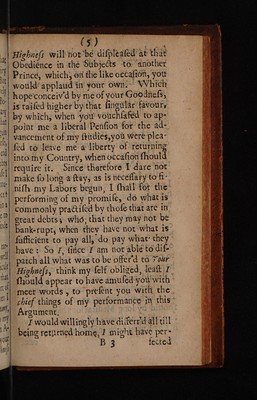 (5)
Highneſs will not be diſpleaſed at that
Obedience in the Subjects to another
Prince, which, on the like occaſion, you
would applaud in your own. Which
hope conceiv'd by me of your Goodneſs,
is raiſed higher by that ſingular favour,
by which, when you vouchſafed to ap-
point me a liberal Penſion for the ad-
vancement of my ſtudies, you were plea-
ſed to leave me a liberty of returning
into my Country, when occaſion ſhould
require it. Since therefore I dare not
make ſo long a ſtay, as is neceſſary to fi-
niſh my Labors begun, I ſhall for the
performing of my promiſe, do what is
commonly practiſed by thoſe that are in
great debts; who, that they may not be
bank-rupt, when they have not what is
ſufficient to pay all, do pay what they
have: So I, ſince I am not able to diſ-
patch all what was to be offer'd to Your
Highneſs, think my ſelf obliged, leaſt I
ſhould appear to have amuſed you with
meer words, to preſent you with the
chief things of my performance in this
Argument.
I would willingly have differr'd all till
being returned home, I might have per-
B 3 fected